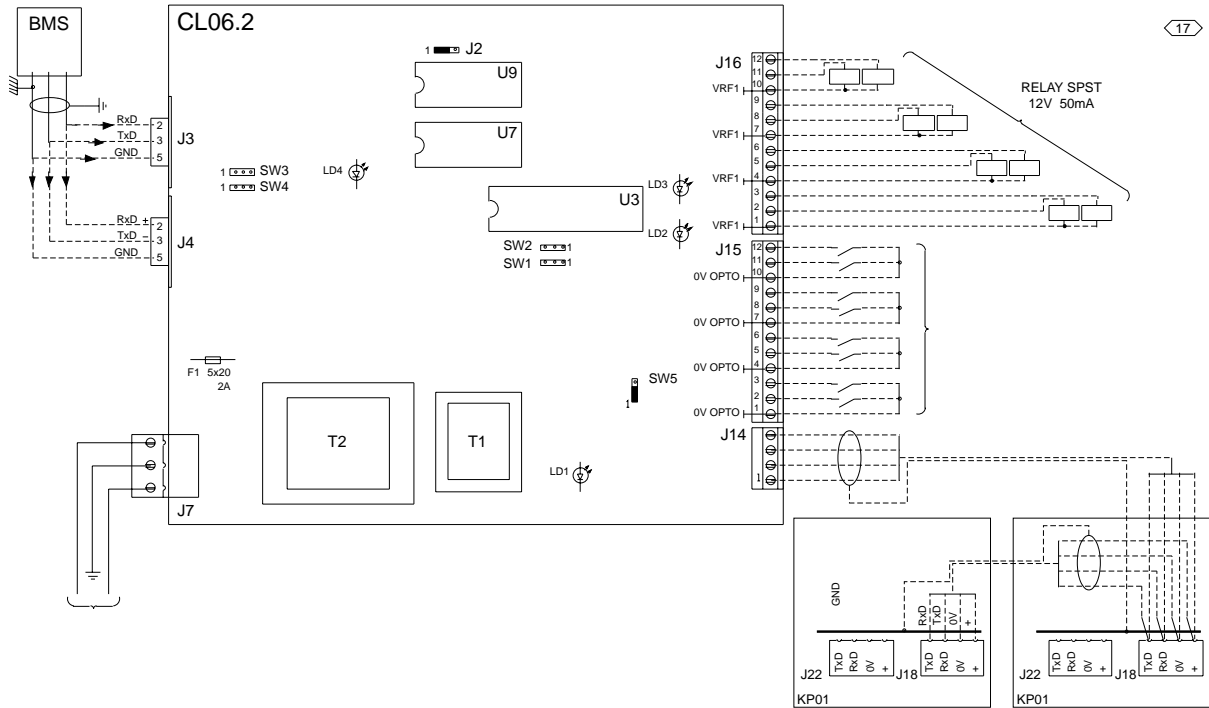 BMS
CL06.2
17
1 J2
U9
J16
12
11
10
VRF1
9
8
7
VRF1
6
5
4
VRF1
3
2
1
VRF1
RELAY SPST
12V 50mA
RxD
2
TxD
3
GND
5
J3
U7
1 SW3
1 SW4
LD4
LD3
U3
LD2
RxD +
2
TxD –
3
GND
5
J4
SW2 1
SW1 1
J15
12
11
10
0V OPTO
9
8
7
0V OPTO
6
5
4
0V OPTO
3
2
1
0V OPTO
F1 5x20
2A
SW5
1
T2
T1
J14
1
LD1
J7
GND
RxD
TxD
0V
+
J22
TxD
RxD
0V
+
J18
TxD
RxD
0V
+
KP01
J22
TxD
RxD
0V
+
J18
TxD
RxD
0V
+
KP01